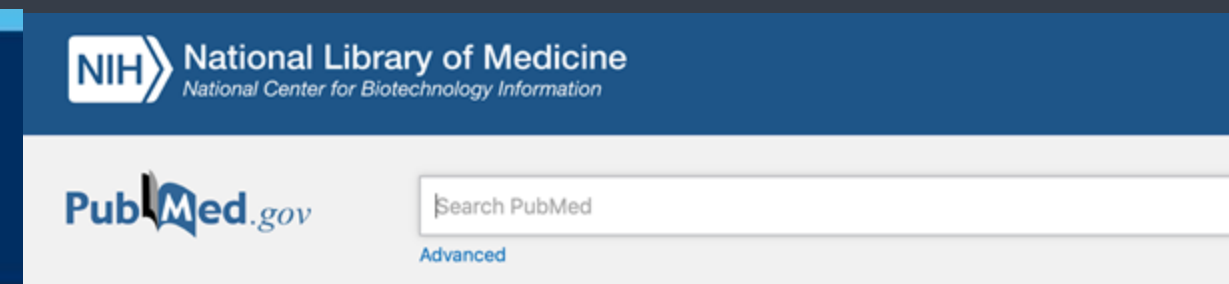 NIH
National Library of Medicine
National Center for Biotechnology Information
PubMed.gov
Search PubMed
Advanced